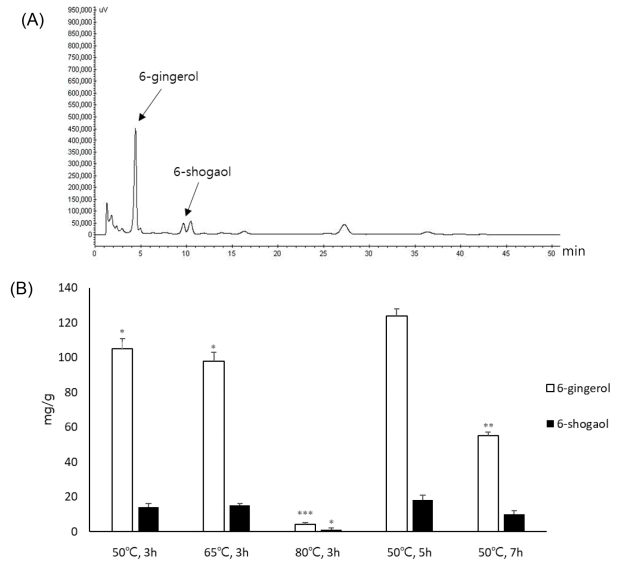 (A)
950,000 uV
900,000
850,000
800,000
750,000
700,000
650,000
600,000
550,000
500,000
450,000
400,000
350,000
300,000
250,000
200,000
150,000
100,000
50,000
0
6-gingerol
6-shogaol
0 5 10 15 20 25 30 35 40 45 50 min
(B)
140
120
100
80
60
40
20
0
mg/g
* * *** * **
6-gingerol
6-shogaol
50℃, 3h 65℃, 3h 80℃, 3h 50℃, 5h 50℃, 7h